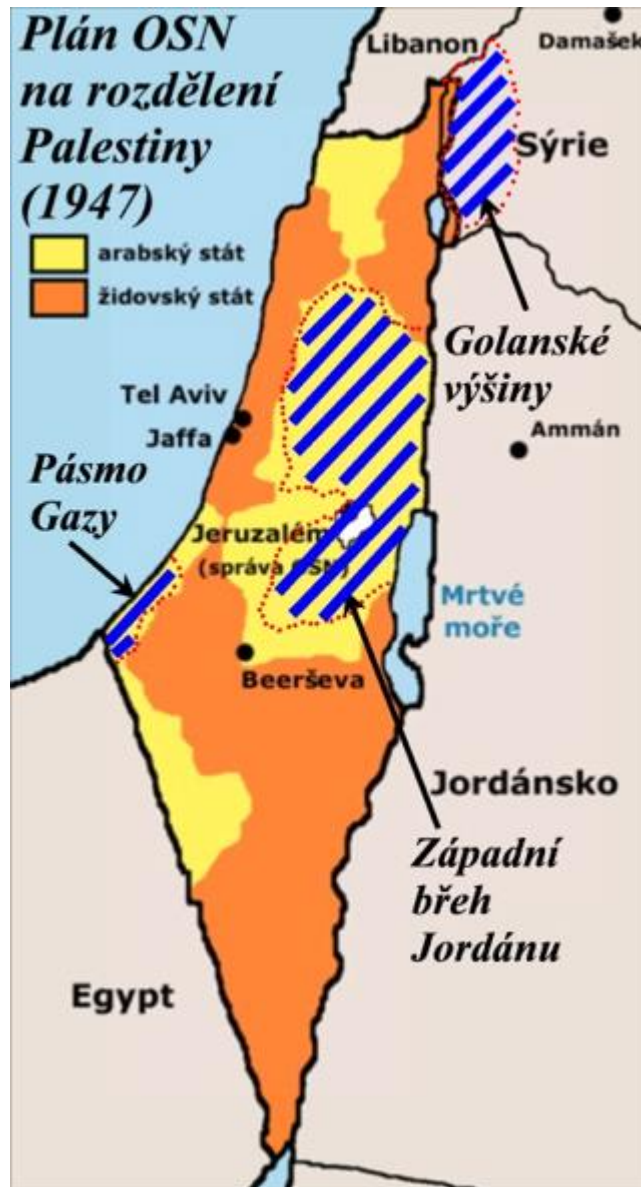 Plán OSN
na rozdělení
Palestiny
(1947)
arabský stát
židovský stát
Libanon
Damašek
Sýrie
Golanské
výšiny
Tel Aviv
Jaffa
Ammán
Pásmo
Gazy
Jeruzalém
(správa OSN)
Mrtvé
moře
Beerševa
Jordánsko
Západní
břeh
Jordánu
Egypt